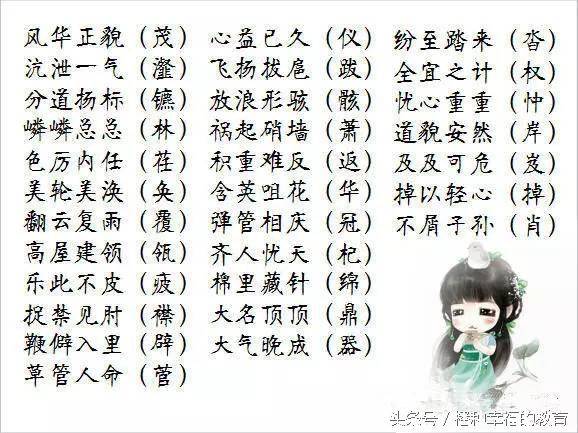 风华正貌（茂）
沆泄一气（瀣）
分道扬标（镳）
嶙嶙总总（林）
色厉内任（荏）
美轮美涣（奂）
翻云复雨（覆）
高屋建领（瓴）
乐此不皮（疲）
捉禁见肘（襟）
鞭僻入里（辟）
草管人命（菅）
心益已久（仪）
飞扬拔扈（跋）
放浪形骇（骸）
祸起硝墙（萧）
积重难反（返）
含英咀花（华）
弹管相庆（冠）
齐人忧天（杞）
棉里藏针（绵）
大名顶顶（鼎）
大气晚成（器）
纷至踏来（沓）
全宜之计（权）
忧心重重（忡）
道貌安然（岸）
及及可危（岌）
掉以轻心（掉）
不屑子孙（肖）
头条号/幸福的教育